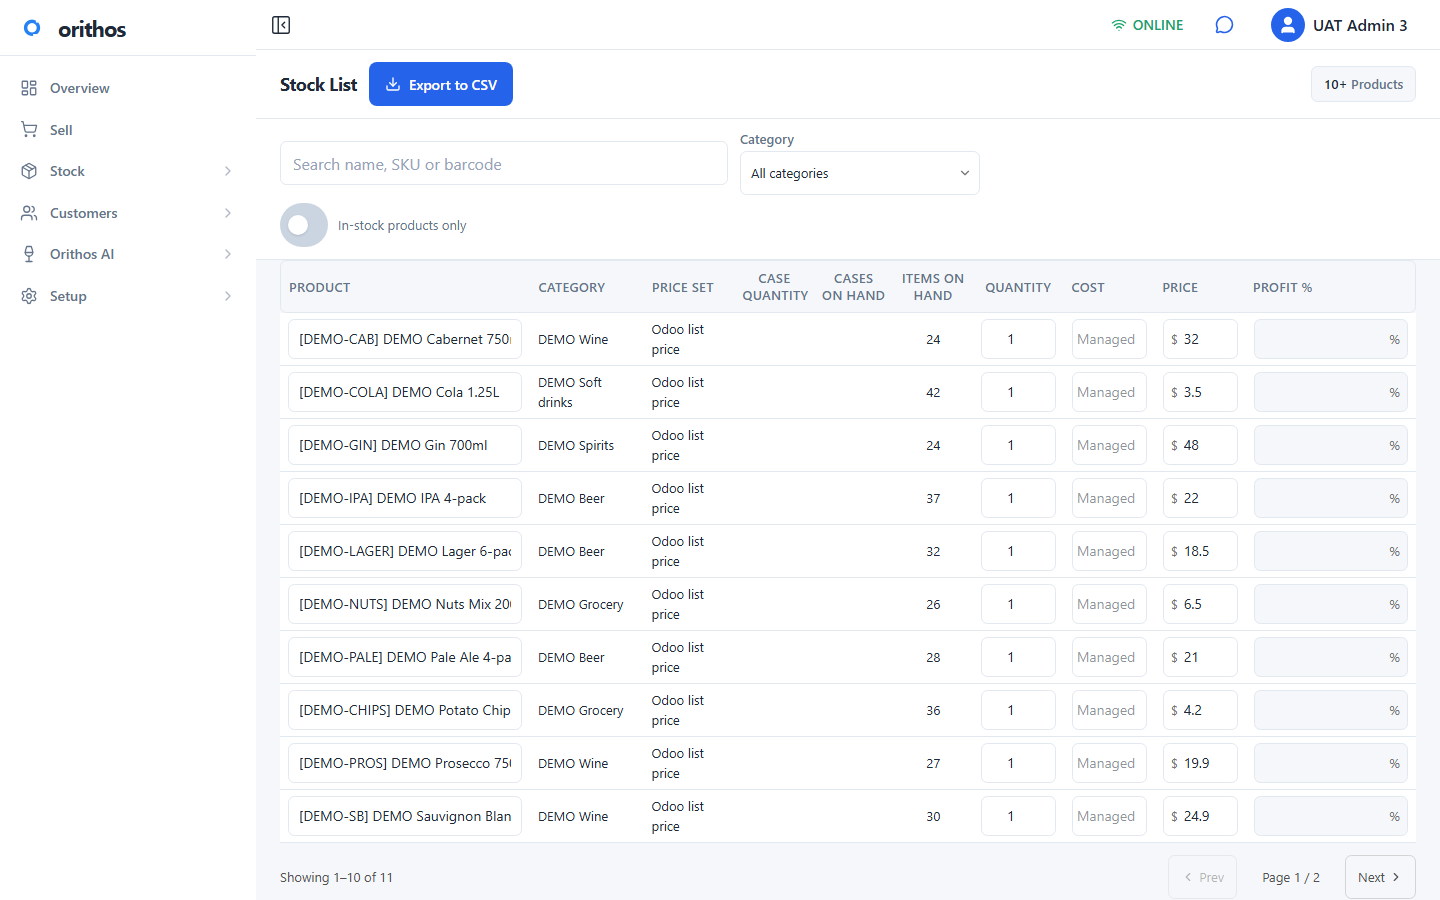 orithos
ONLINE
UAT Admin 3
Overview
Sell
Stock
Customers
Orithos AI
Setup
Stock List
Export to CSV
10+ Products
Search name, SKU or barcode
Category
All categories
In-stock products only
PRODUCT CATEGORY PRICE SET CASE QUANTITY CASES ON HAND ITEMS ON HAND QUANTITY COST PRICE PROFIT %
[DEMO-CAB] DEMO Cabernet 750 DEMO Wine Odoo list price 24 1 Managed $ 32 %
[DEMO-COLA] DEMO Cola 1.25L DEMO Soft drinks Odoo list price 42 1 Managed $ 3.5 %
[DEMO-GIN] DEMO Gin 700ml DEMO Spirits Odoo list price 24 1 Managed $ 48 %
[DEMO-IPA] DEMO IPA 4-pack DEMO Beer Odoo list price 37 1 Managed $ 22 %
[DEMO-LAGER] DEMO Lager 6-pac DEMO Beer Odoo list price 32 1 Managed $ 18.5 %
[DEMO-NUTS] DEMO Nuts Mix 20 DEMO Grocery Odoo list price 26 1 Managed $ 6.5 %
[DEMO-PALE] DEMO Pale Ale 4-pa DEMO Beer Odoo list price 28 1 Managed $ 21 %
[DEMO-CHIPS] DEMO Potato Chip DEMO Grocery Odoo list price 36 1 Managed $ 4.2 %
[DEMO-PROS] DEMO Prosecco 750 DEMO Wine Odoo list price 27 1 Managed $ 19.9 %
[DEMO-SB] DEMO Sauvignon Blan DEMO Wine Odoo list price 30 1 Managed $ 24.9 %
Showing 1–10 of 11
Prev
Page 1 / 2
Next